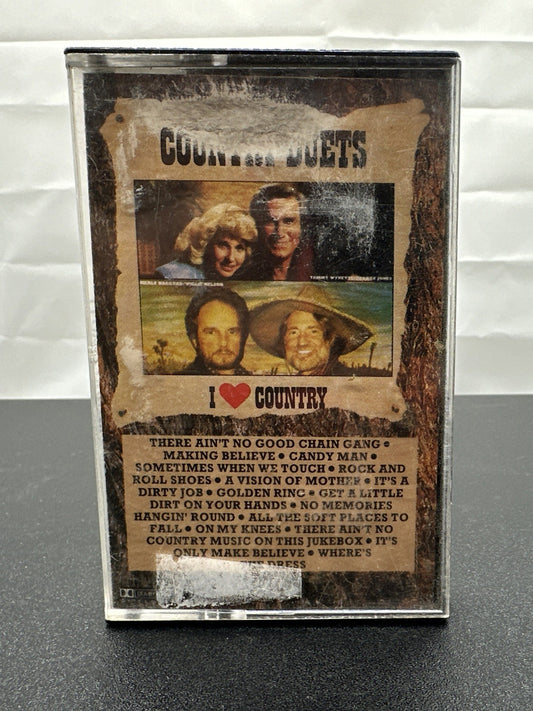 COUNTRY DUETS
TAMMY WYNETTE/GEORGE JONES
MERLE HAGGARD/WILLIE NELSON
I ❤ COUNTRY
THERE AIN'T NO GOOD CHAIN GANG •
MAKING BELIEVE • CANDY MAN •
SOMETIMES WHEN WE TOUCH • ROCK AND
ROLL SHOES • A VISION OF MOTHER • IT'S A
DIRTY JOB • GOLDEN RING • GET A LITTLE
DIRT ON YOUR HANDS • NO MEMORIES
HANGIN' ROUND • ALL THE SOFT PLACES TO
FALL • ON MY KNEES • THERE AIN'T NO
COUNTRY MUSIC ON THIS JUKEBOX • IT'S
ONLY MAKE BELIEVE • WHERE'S
DRESS